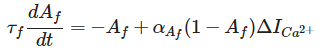 τ_f dA_f/dt = −A_f + α_{A_f}(1 − A_f)ΔI_{Ca^{2+}}